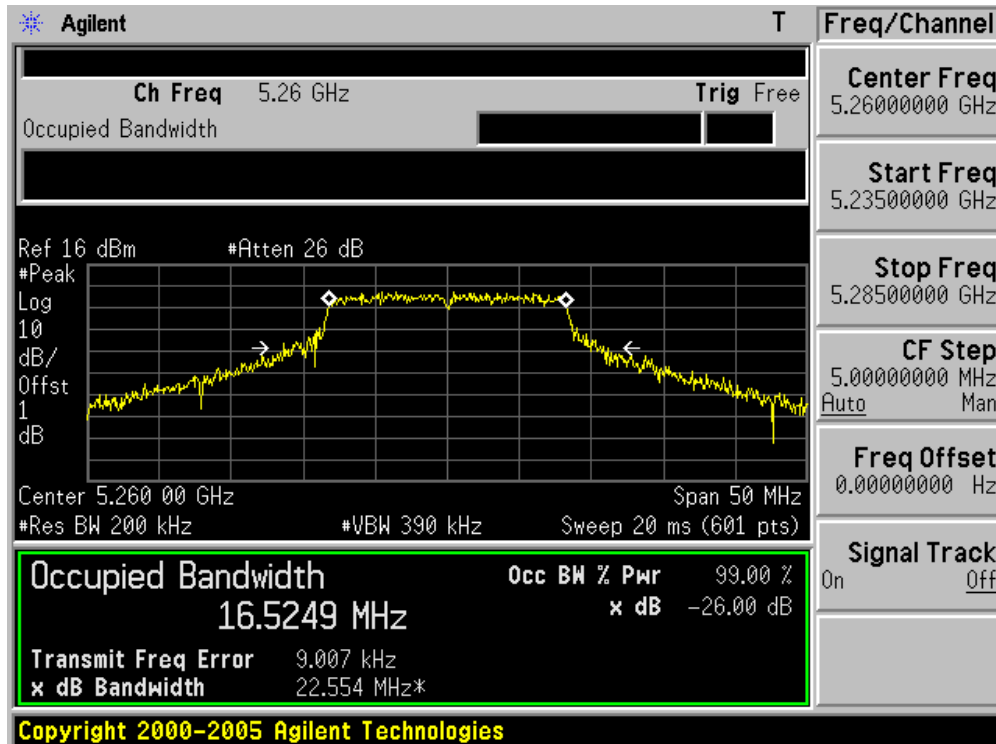 Agilent T
Ch Freq 5.26 GHz Trig Free
Occupied Bandwidth
Ref 16 dBm #Atten 26 dB
#Peak
Log
10
dB/
Offst
1
dB
Center 5.260 00 GHz Span 50 MHz
#Res BW 200 kHz #VBW 390 kHz Sweep 20 ms (601 pts)
Occupied Bandwidth Occ BW % Pwr 99.00 %
16.5249 MHz x dB -26.00 dB
Transmit Freq Error 9.007 kHz
x dB Bandwidth 22.554 MHz*
Copyright 2000-2005 Agilent Technologies
Freq/Channel
Center Freq
5.26000000 GHz
Start Freq
5.23500000 GHz
Stop Freq
5.28500000 GHz
CF Step
5.00000000 MHz
Auto Man
Freq Offset
0.00000000 Hz
Signal Track
On Off